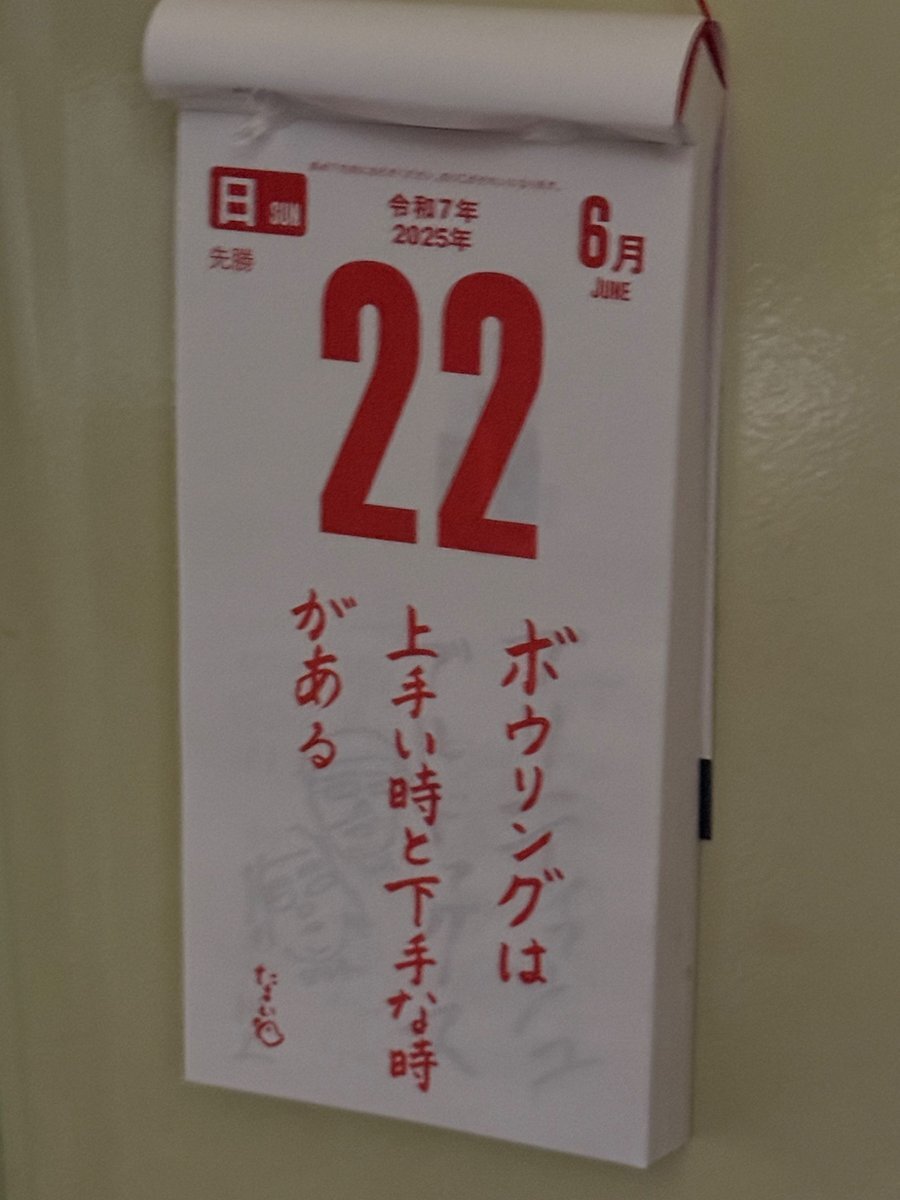 日 SUN
先勝
令和7年
2025年
6月
JUNE
22
ボウリングは
上手い時と下手な時
がある